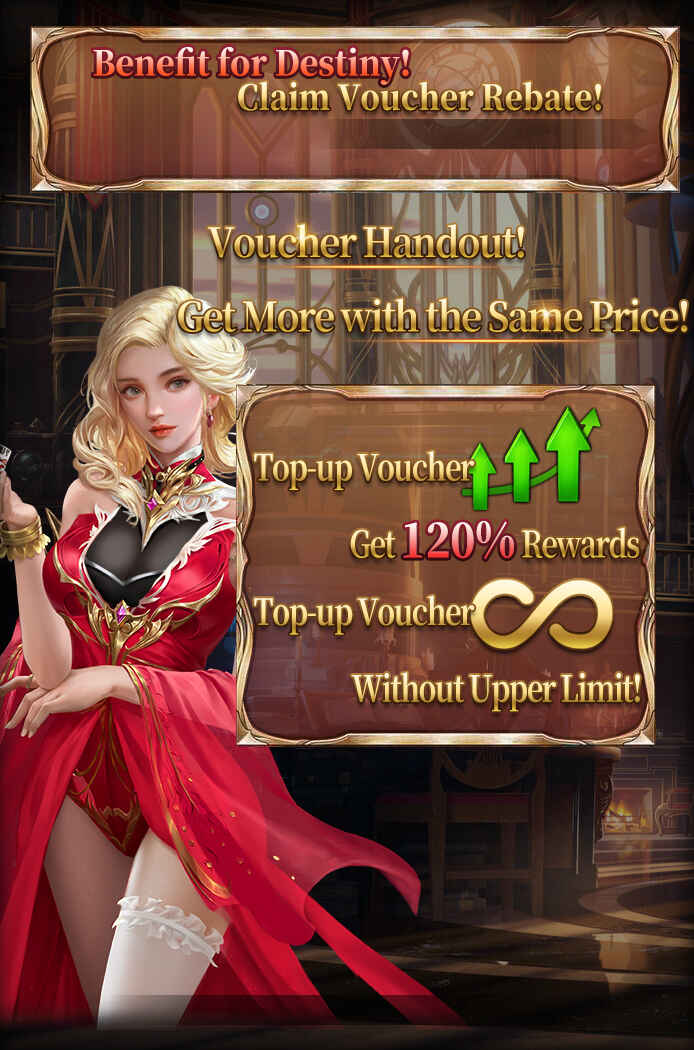 Benefit for Destiny!
Claim Voucher Rebate!
Voucher Handout!
Get More with the Same Price!
Top-up Voucher
Get 120% Rewards
Top-up Voucher
Without Upper Limit!